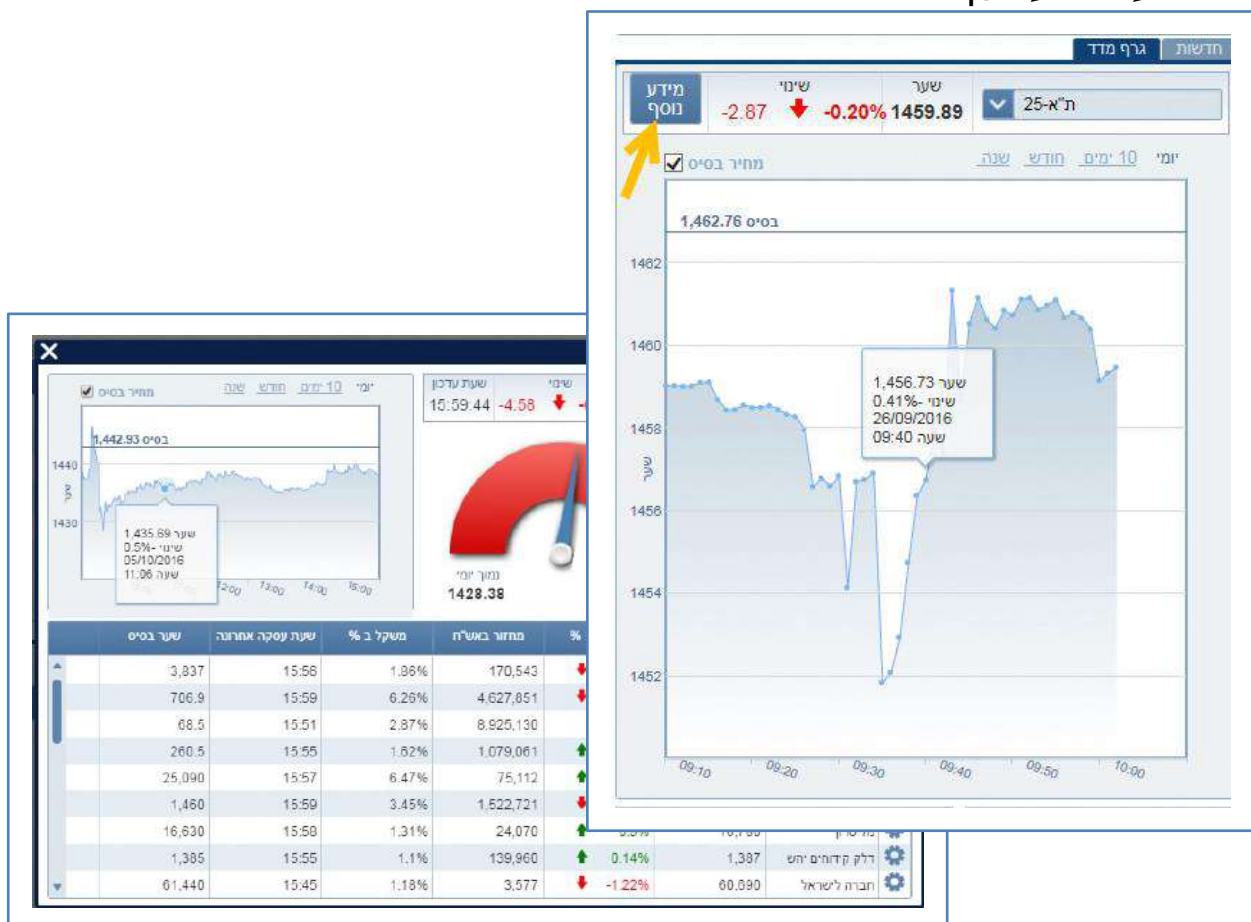 חדשות
גרף מדד
ת"א-25
שער
1459.89
שינוי
-0.20%
-2.87
מידע נוסף
יומי 10 ימים חודש שנה
מחיר בסיס
בסיס 1,462.76
1462
1460
1458
1456
1454
1452
שער
שער 1,456.73
שינוי -0.41%
26/09/2016
שעה 09:40
09:10 09:20 09:30 09:40 09:50 10:00
שינוי
שעת עדכון
-4.58
15:59:44
נמוך יומי
1428.38
יומי 10 ימים חודש שנה
מחיר בסיס
בסיס 1,442.93
1440
1430
שער
שער 1,435.69
שינוי -0.5%
05/10/2016
שעה 11:06
12:00 13:00 14:00 15:00
% מחזור באש"ח משקל ב % שעת עסקה אחרונה שער בסיס
170,543 1.86% 15:56 3,837
4,627,851 6.26% 15:59 706.9
8,925,130 2.87% 15:51 68.5
1,079,061 1.62% 15:55 260.5
75,112 6.47% 15:57 25,090
1,522,721 3.45% 15:59 1,460
24,070 1.31% 15:58 16,630
דלק קידוחים יהש 1,387 0.14% 139,960 1.1% 15:55 1,385
חברה לישראל 60,690 -1.22% 3,577 1.18% 15:45 61,440